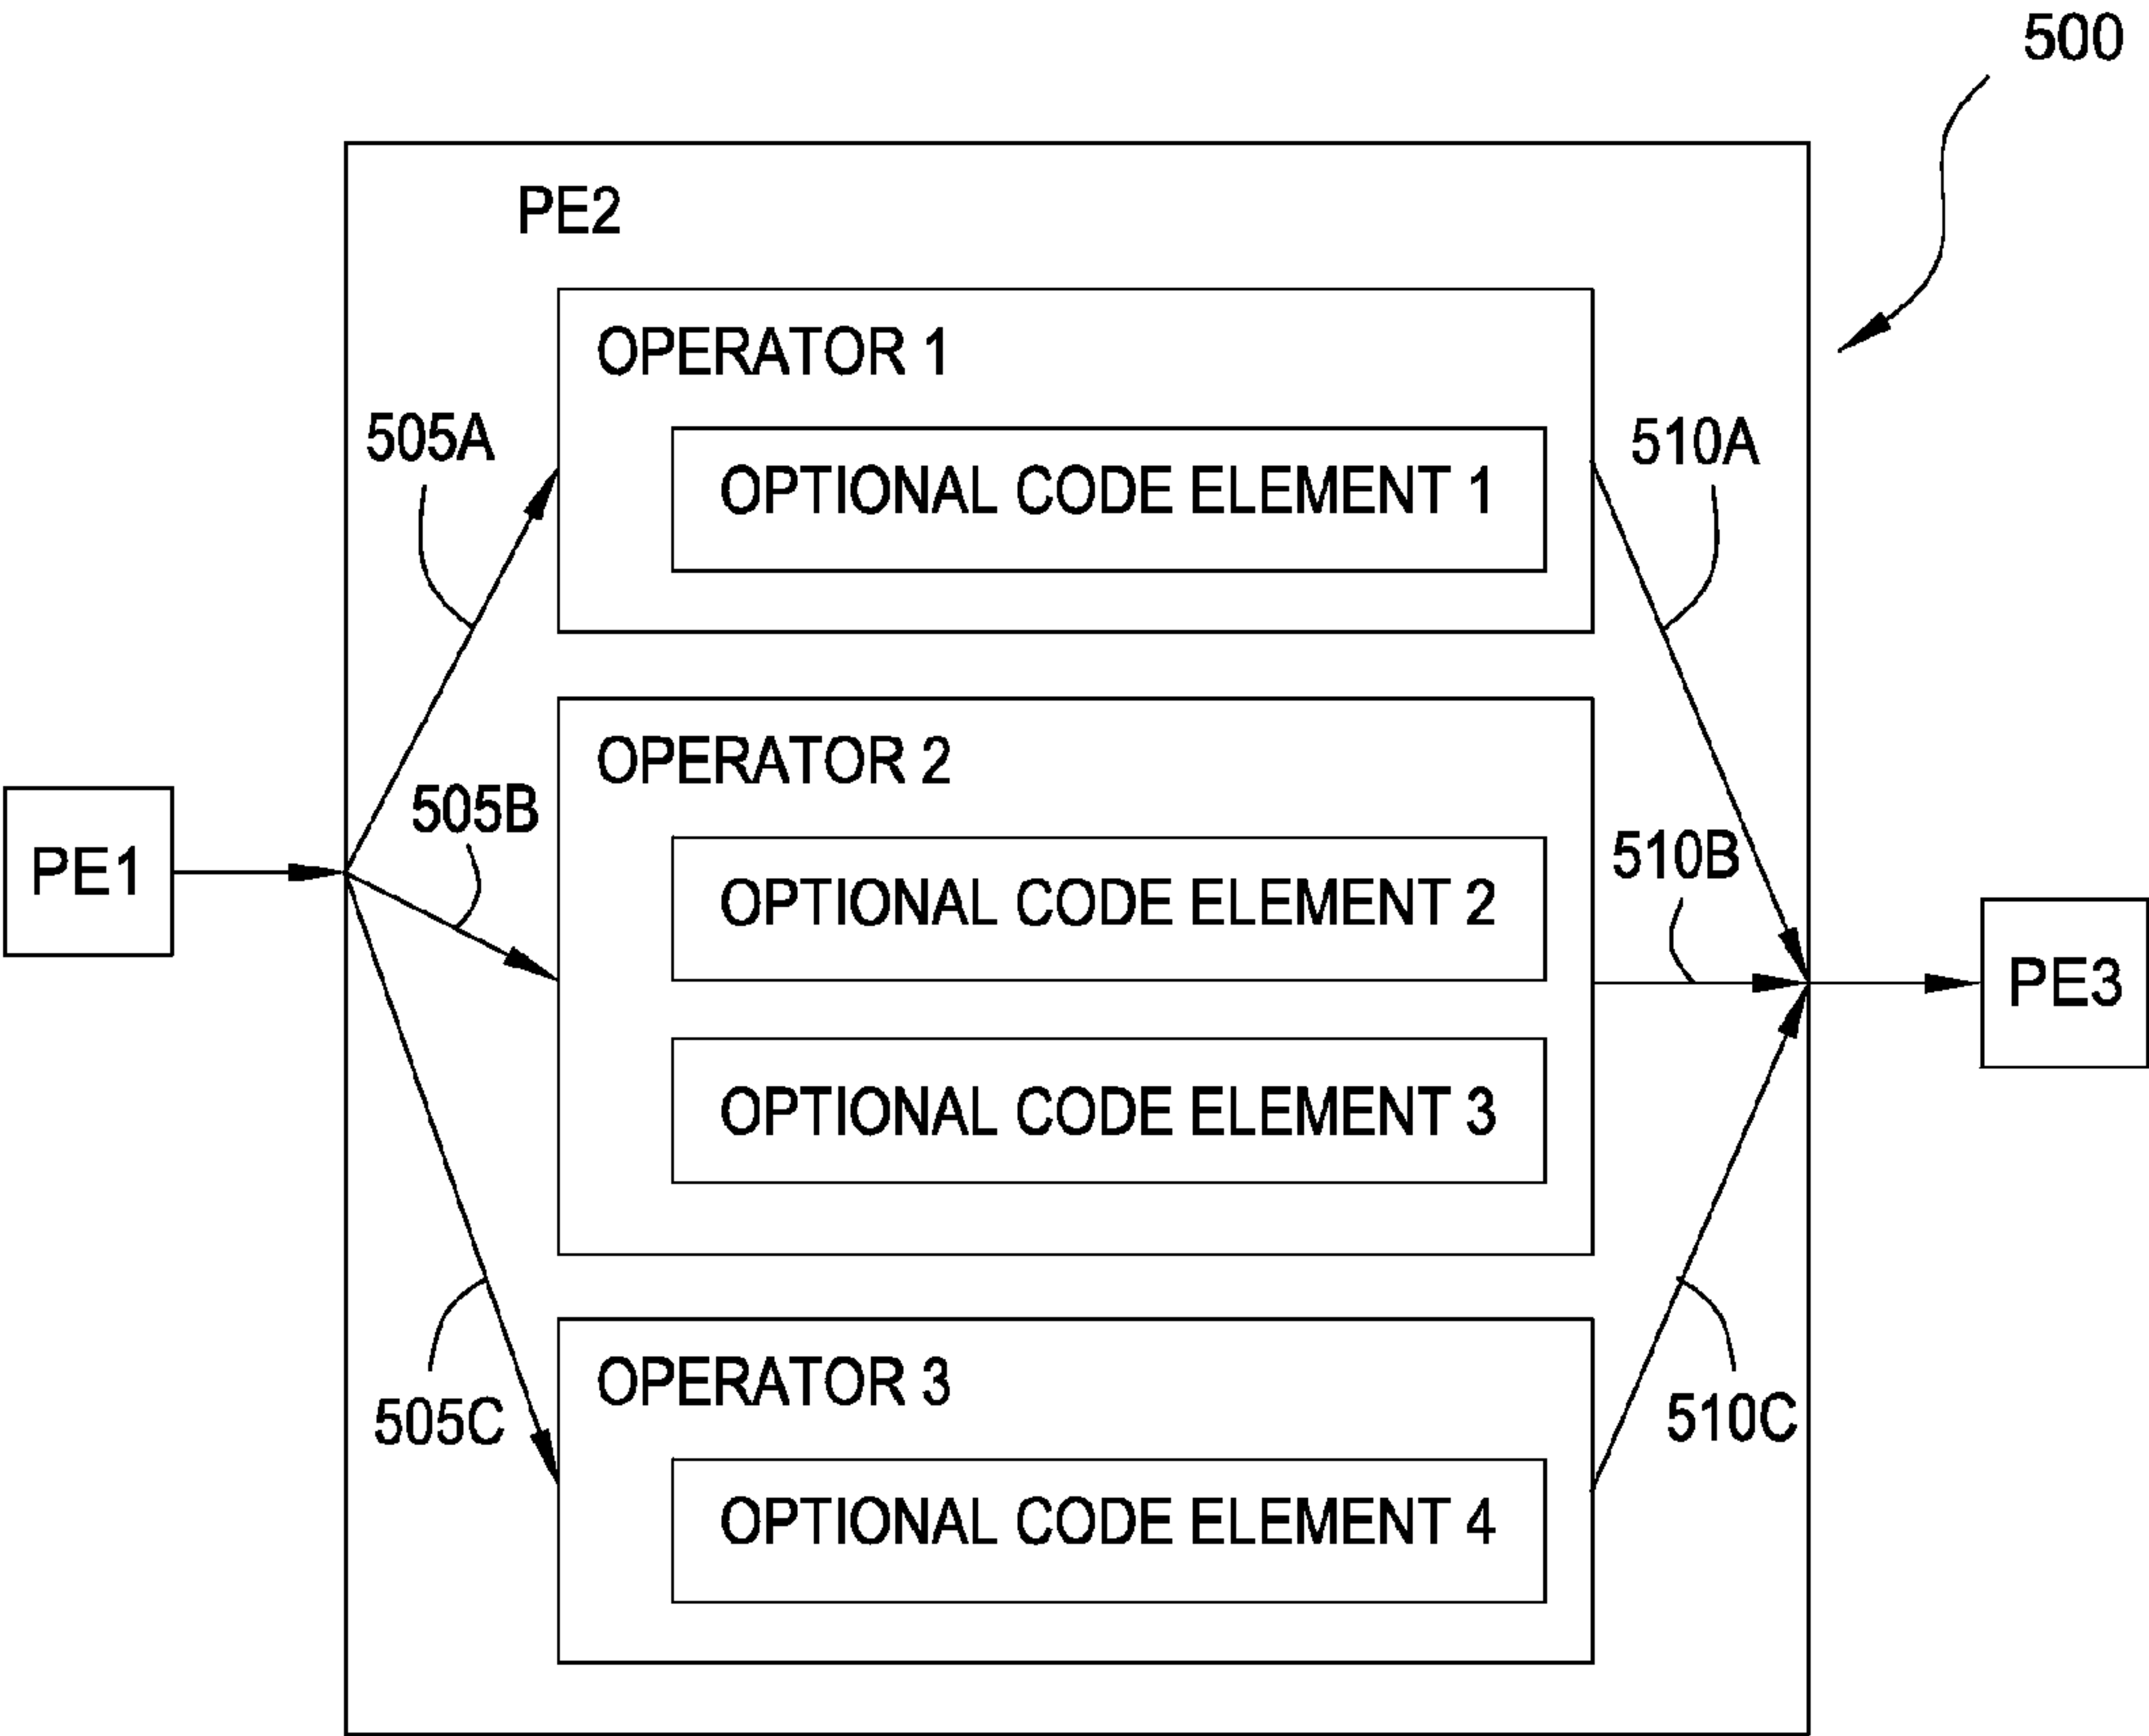 500
PE2
OPERATOR 1
505A
510A
OPTIONAL CODE ELEMENT 1
OPERATOR 2
505B
510B
PE1
OPTIONAL CODE ELEMENT 2
PE3
OPTIONAL CODE ELEMENT 3
OPERATOR 3
505C
510C
OPTIONAL CODE ELEMENT 4